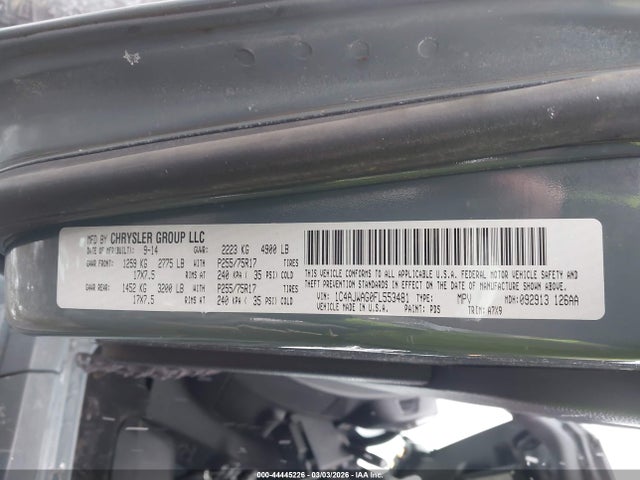 MFD BY CHRYSLER GROUP LLC
DATE OF MFR(BUILT): 9-14 GVWR: 2223 KG 4900 LB
GAWR FRONT: 1259 KG 2775 LB WITH P255/75R17 TIRES
17X7.5 RIMS AT 240 KPA ( 35 PSI) COLD
GAWR REAR: 1452 KG 3200 LB WITH P255/75R17 TIRES
17X7.5 RIMS AT 240 KPA ( 35 PSI) COLD
THIS VEHICLE CONFORMS TO ALL APPLICABLE U.S.A. FEDERAL MOTOR VEHICLE SAFETY AND
THEFT PREVENTION STANDARDS IN EFFECT ON THE DATE OF MANUFACTURE SHOWN ABOVE.
VIN: 1C4AJWAG0FL553481 TYPE: MPV MDH: 092913 126AA
VEHICLE MADE IN U.S.A. PAINT: PDS TRIM: A7X9
000-44445226 - 03/03/2026 - IAA Inc.